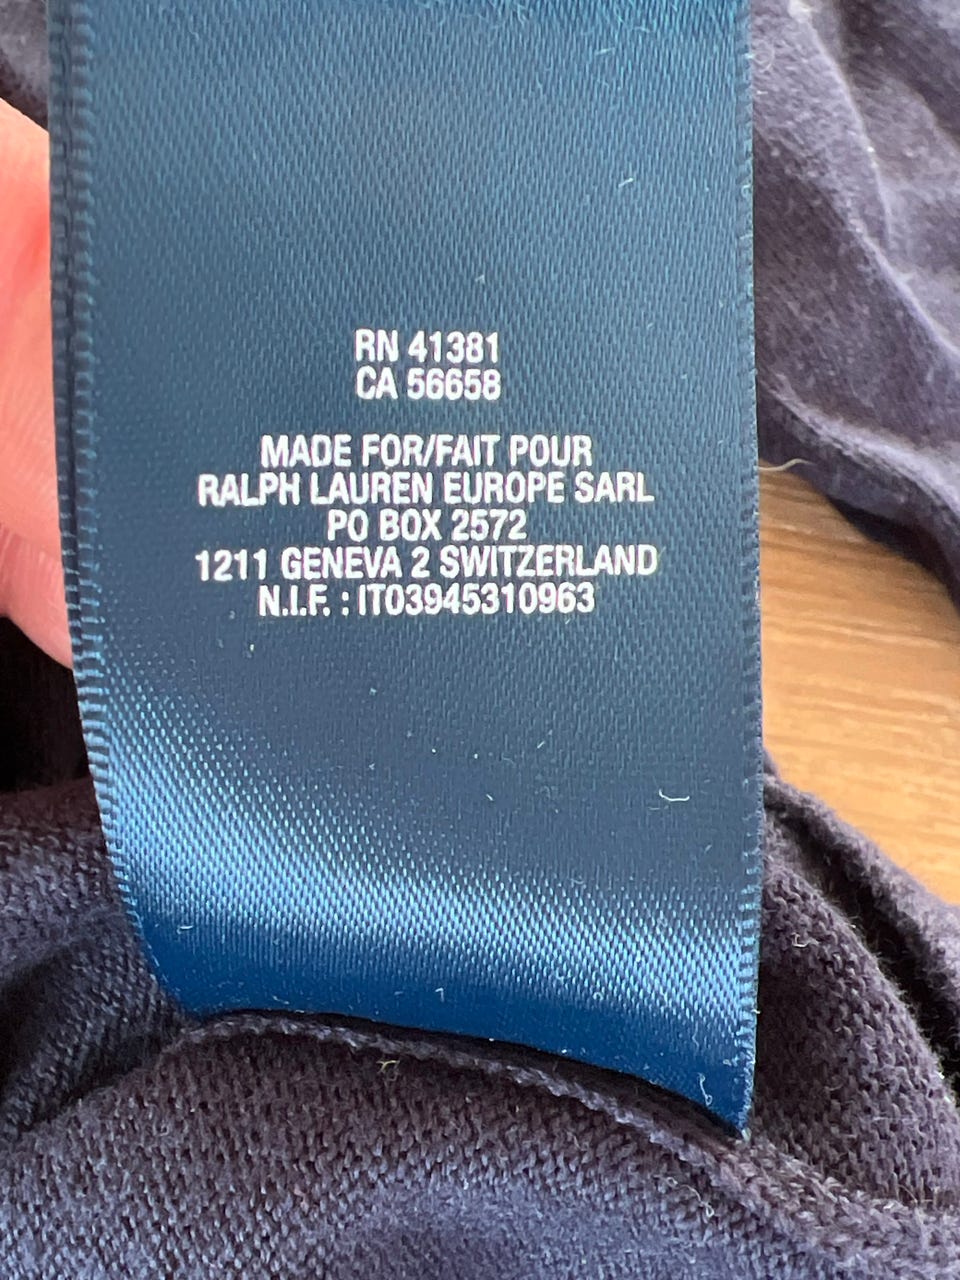 RN 41381
CA 56658
MADE FOR/FAIT POUR
RALPH LAUREN EUROPE SARL
PO BOX 2572
1211 GENEVA 2 SWITZERLAND
N.I.F. : IT03945310963